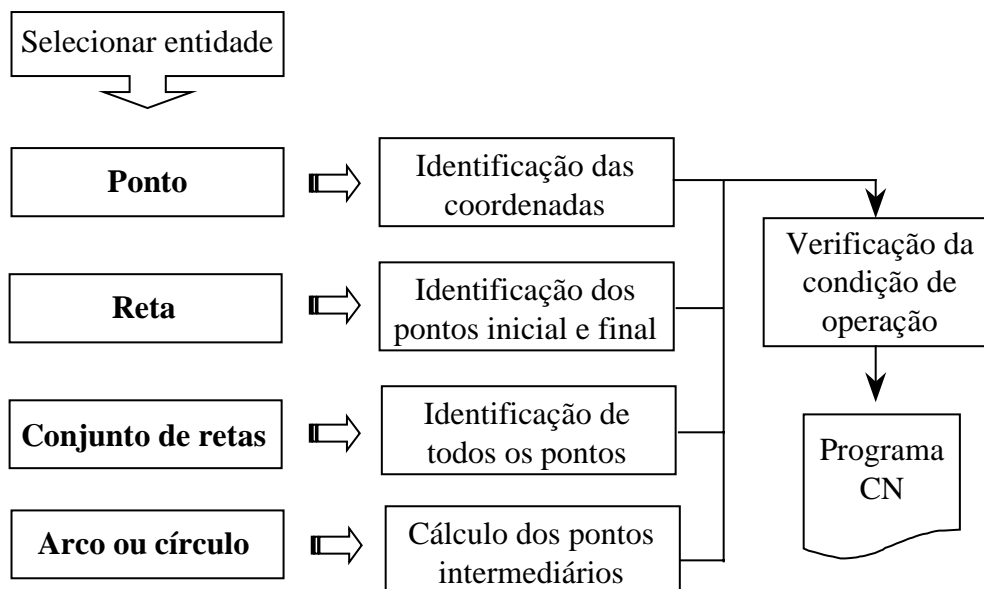 Selecionar entidade
Ponto
Identificação das
coordenadas
Verificação da
condição de
operação
Reta
Identificação dos
pontos inicial e final
Conjunto de retas
Identificação de
todos os pontos
Programa
CN
Arco ou círculo
Cálculo dos pontos
intermediários